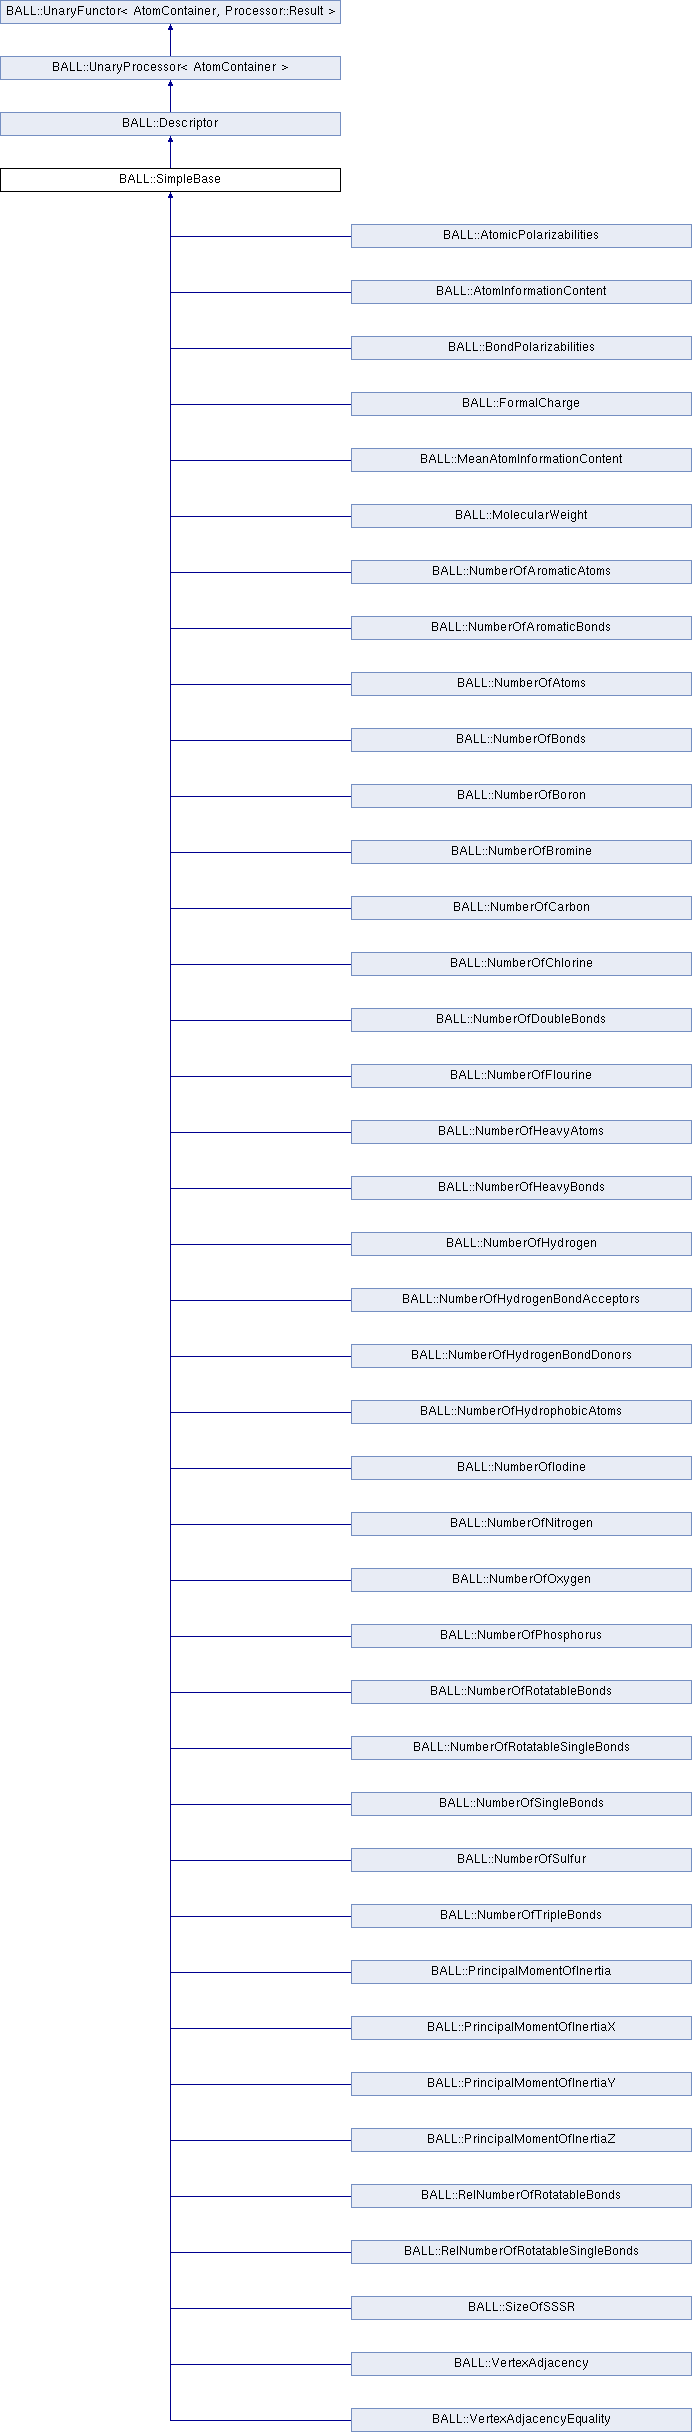 BALL::UnaryFunctor< AtomContainer, Processor::Result >
BALL::UnaryProcessor< AtomContainer >
BALL::Descriptor
BALL::SimpleBase
BALL::AtomicPolarizabilities
BALL::AtomInformationContent
BALL::BondPolarizabilities
BALL::FormalCharge
BALL::MeanAtomInformationContent
BALL::MolecularWeight
BALL::NumberOfAromaticAtoms
BALL::NumberOfAromaticBonds
BALL::NumberOfAtoms
BALL::NumberOfBonds
BALL::NumberOfBoron
BALL::NumberOfBromine
BALL::NumberOfCarbon
BALL::NumberOfChlorine
BALL::NumberOfDoubleBonds
BALL::NumberOfFlourine
BALL::NumberOfHeavyAtoms
BALL::NumberOfHeavyBonds
BALL::NumberOfHydrogen
BALL::NumberOfHydrogenBondAcceptors
BALL::NumberOfHydrogenBondDonors
BALL::NumberOfHydrophobicAtoms
BALL::NumberOfIodine
BALL::NumberOfNitrogen
BALL::NumberOfOxygen
BALL::NumberOfPhosphorus
BALL::NumberOfRotatableBonds
BALL::NumberOfRotatableSingleBonds
BALL::NumberOfSingleBonds
BALL::NumberOfSulfur
BALL::NumberOfTripleBonds
BALL::PrincipalMomentOfInertia
BALL::PrincipalMomentOfInertiaX
BALL::PrincipalMomentOfInertiaY
BALL::PrincipalMomentOfInertiaZ
BALL::RelNumberOfRotatableBonds
BALL::RelNumberOfRotatableSingleBonds
BALL::SizeOfSSSR
BALL::VertexAdjacency
BALL::VertexAdjacencyEquality